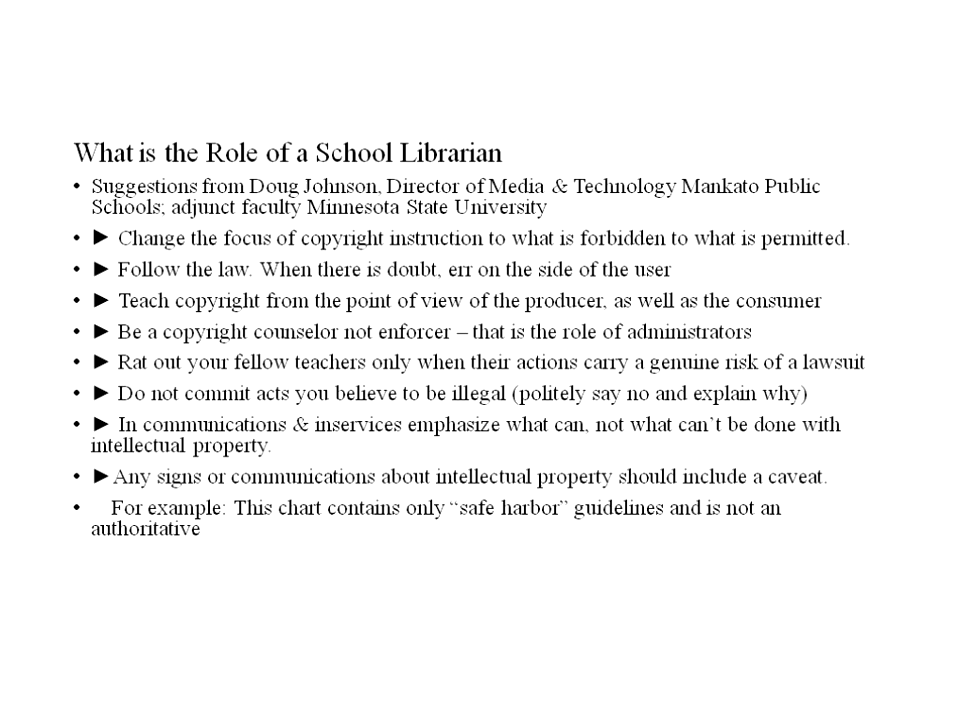 What is the Role of a School Librarian
• Suggestions from Doug Johnson, Director of Media & Technology Mankato Public
Schools; adjunct faculty Minnesota State University
• ► Change the focus of copyright instruction to what is forbidden to what is permitted.
• ► Follow the law. When there is doubt, err on the side of the user
• ► Teach copyright from the point of view of the producer, as well as the consumer
• ► Be a copyright counselor not enforcer – that is the role of administrators
• ► Rat out your fellow teachers only when their actions carry a genuine risk of a lawsuit
• ► Do not commit acts you believe to be illegal (politely say no and explain why)
• ► In communications & inservices emphasize what can, not what can`t be done with
intellectual property.
• ►Any signs or communications about intellectual property should include a caveat.
• For example: This chart contains only “safe harbor” guidelines and is not an
authoritative